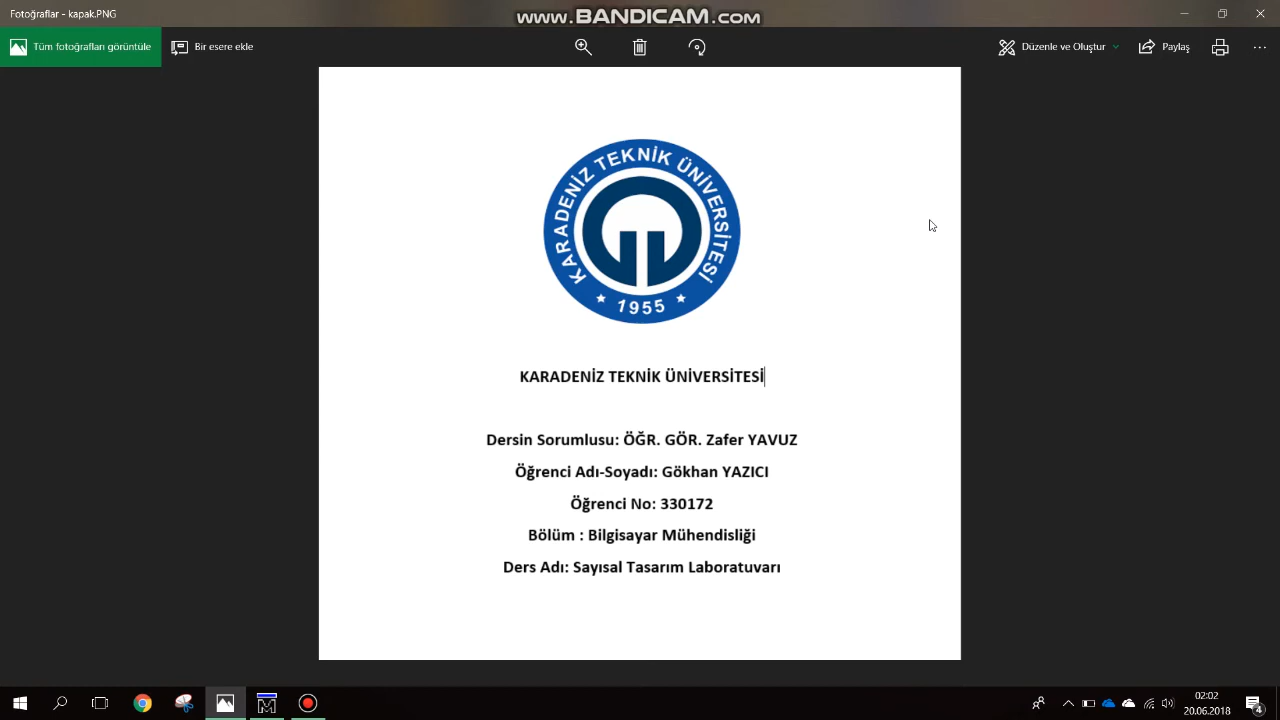 Fotoğraflar - kapak.PNG
www.BANDICAM.com
Tüm fotoğrafları görüntüle
Bir esere ekle
Düzenle ve Oluştur
Paylaş
KARADENİZ TEKNİK ÜNİVERSİTESİ
1955
KARADENİZ TEKNİK ÜNİVERSİTESİ
Dersin Sorumlusu: ÖĞR. GÖR. Zafer YAVUZ
Öğrenci Adı-Soyadı: Gökhan YAZICI
Öğrenci No: 330172
Bölüm : Bilgisayar Mühendisliği
Ders Adı: Sayısal Tasarım Laboratuvarı
02:02
20.06.2018
4